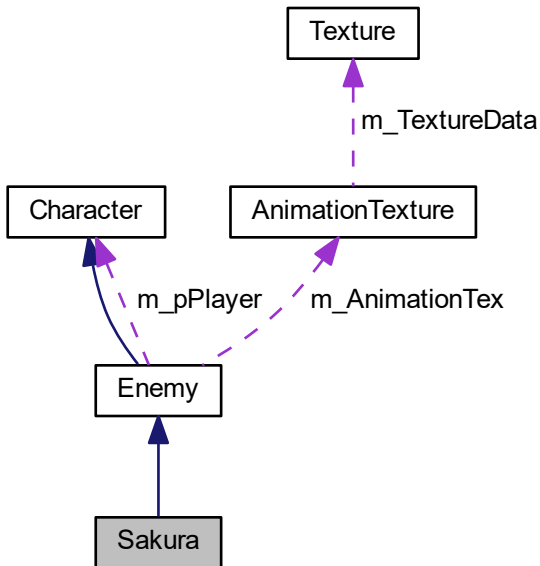 Texture
m_TextureData
Character
AnimationTexture
m_pPlayer
m_AnimationTex
Enemy
Sakura